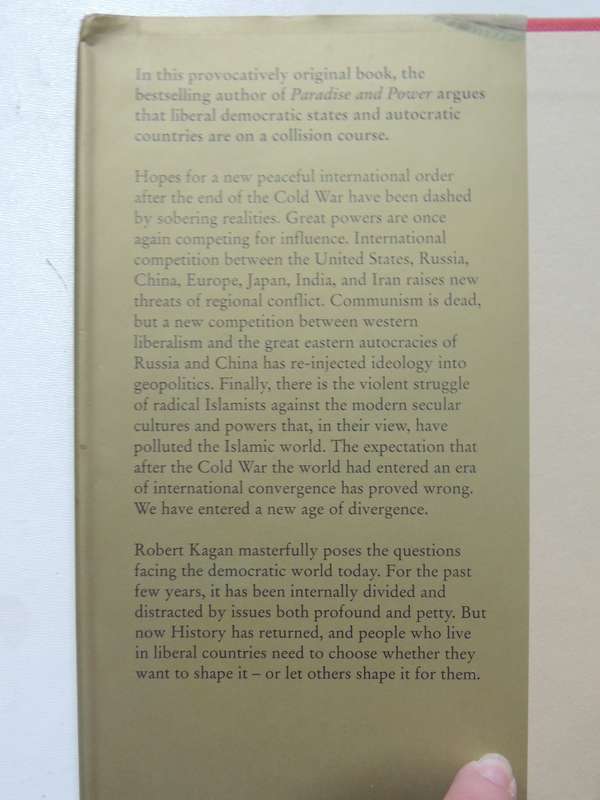 In this provocatively original book, the
bestselling author of Paradise and Power argues
that liberal democratic states and autocratic
countries are on a collision course.
Hopes for a new peaceful international order
after the end of the Cold War have been dashed
by sobering realities. Great powers are once
again competing for influence. International
competition between the United States, Russia,
China, Europe, Japan, India, and Iran raises new
threats of regional conflict. Communism is dead,
but a new competition between western
liberalism and the great eastern autocracies of
Russia and China has re-injected ideology into
geopolitics. Finally, there is the violent struggle
of radical Islamists against the modern secular
cultures and powers that, in their view, have
polluted the Islamic world. The expectation that
after the Cold War the world had entered an era
of international convergence has proved wrong.
We have entered a new age of divergence.
Robert Kagan masterfully poses the questions
facing the democratic world today. For the past
few years, it has been internally divided and
distracted by issues both profound and petty. But
now History has returned, and people who live
in liberal countries need to choose whether they
want to shape it – or let others shape it for them.